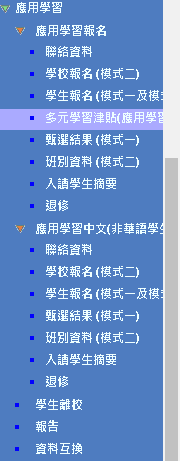 應用學習
應用學習報名
聯絡資料
學校報名 (模式二)
學生報名 (模式一及模
多元學習津貼(應用學習
甄選結果 (模式一)
班別資料 (模式二)
入讀學生摘要
退修
應用學習中文(非華語學生
聯絡資料
學校報名 (模式二)
學生報名 (模式一及模
甄選結果 (模式一)
班別資料 (模式二)
入讀學生摘要
退修
學生離校
報告
資料互換